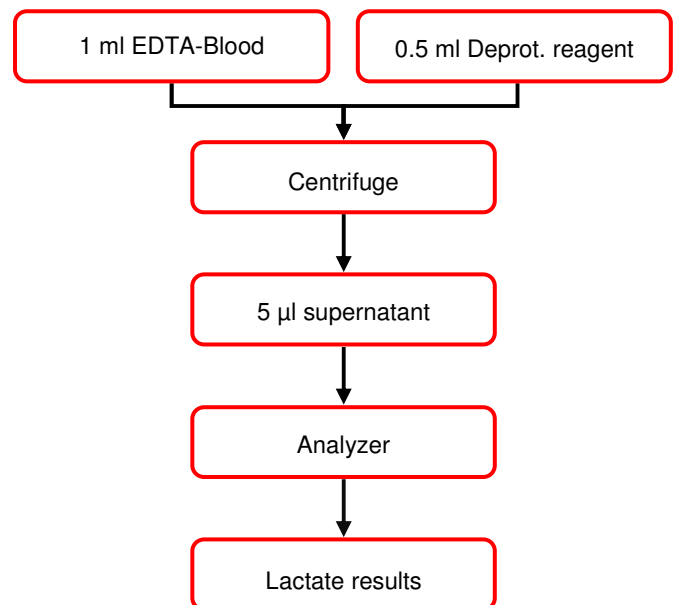 1 ml EDTA-Blood
0.5 ml Deprot. reagent
Centrifuge
5 µl supernatant
Analyzer
Lactate results